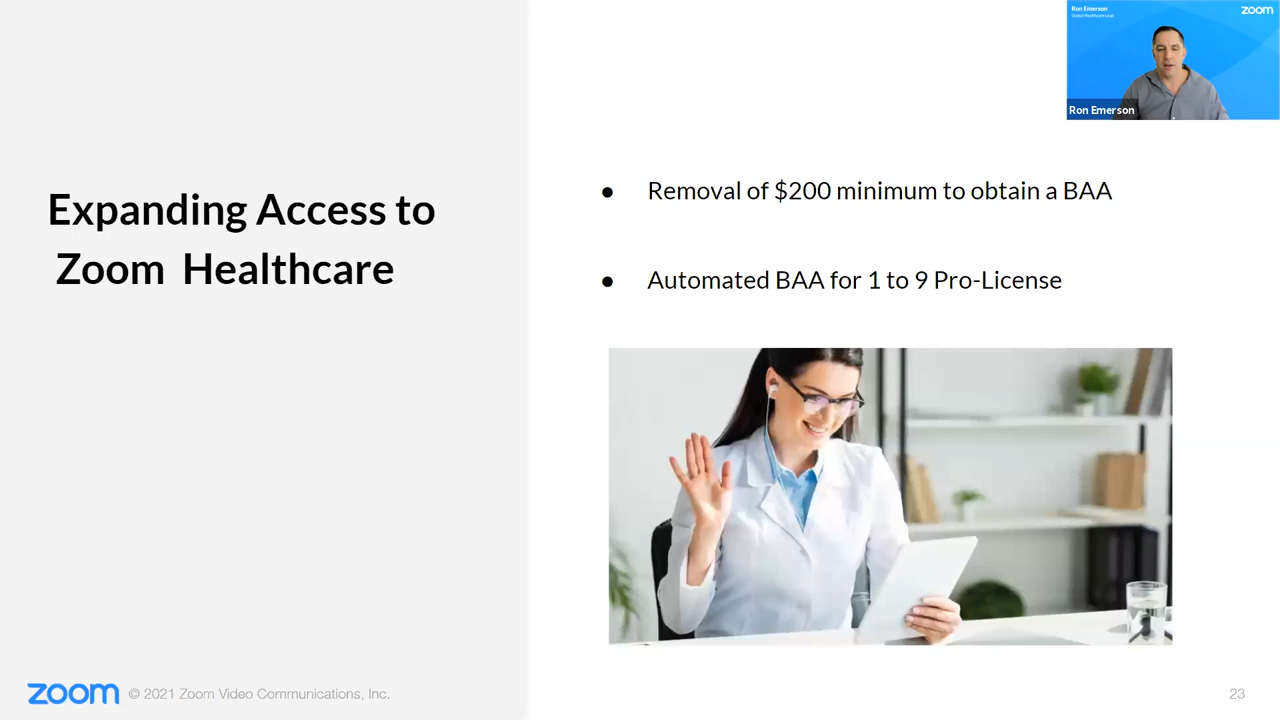 Ron Emerson
Global Healthcare Lead
zoom
Ron Emerson
Expanding Access to
Zoom Healthcare
● Removal of $200 minimum to obtain a BAA
● Automated BAA for 1 to 9 Pro-License
zoom © 2021 Zoom Video Communications, Inc.
23